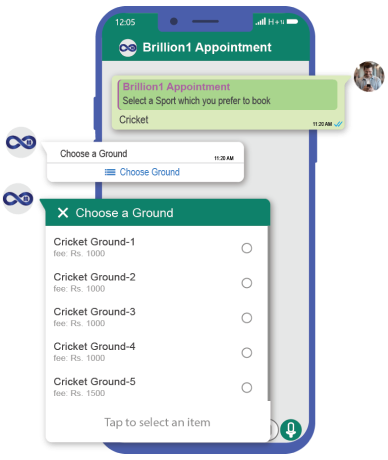 12:05
H+
Brillion1 Appointment
Brillion1 Appointment
Select a Sport which you prefer to book
Cricket
11:20 AM
Choose a Ground
11:20 AM
Choose Ground
Choose a Ground
Cricket Ground-1
fee: Rs. 1000
Cricket Ground-2
fee: Rs. 1000
Cricket Ground-3
fee: Rs. 1000
Cricket Ground-4
fee: Rs. 1000
Cricket Ground-5
fee: Rs. 1500
Tap to select an item